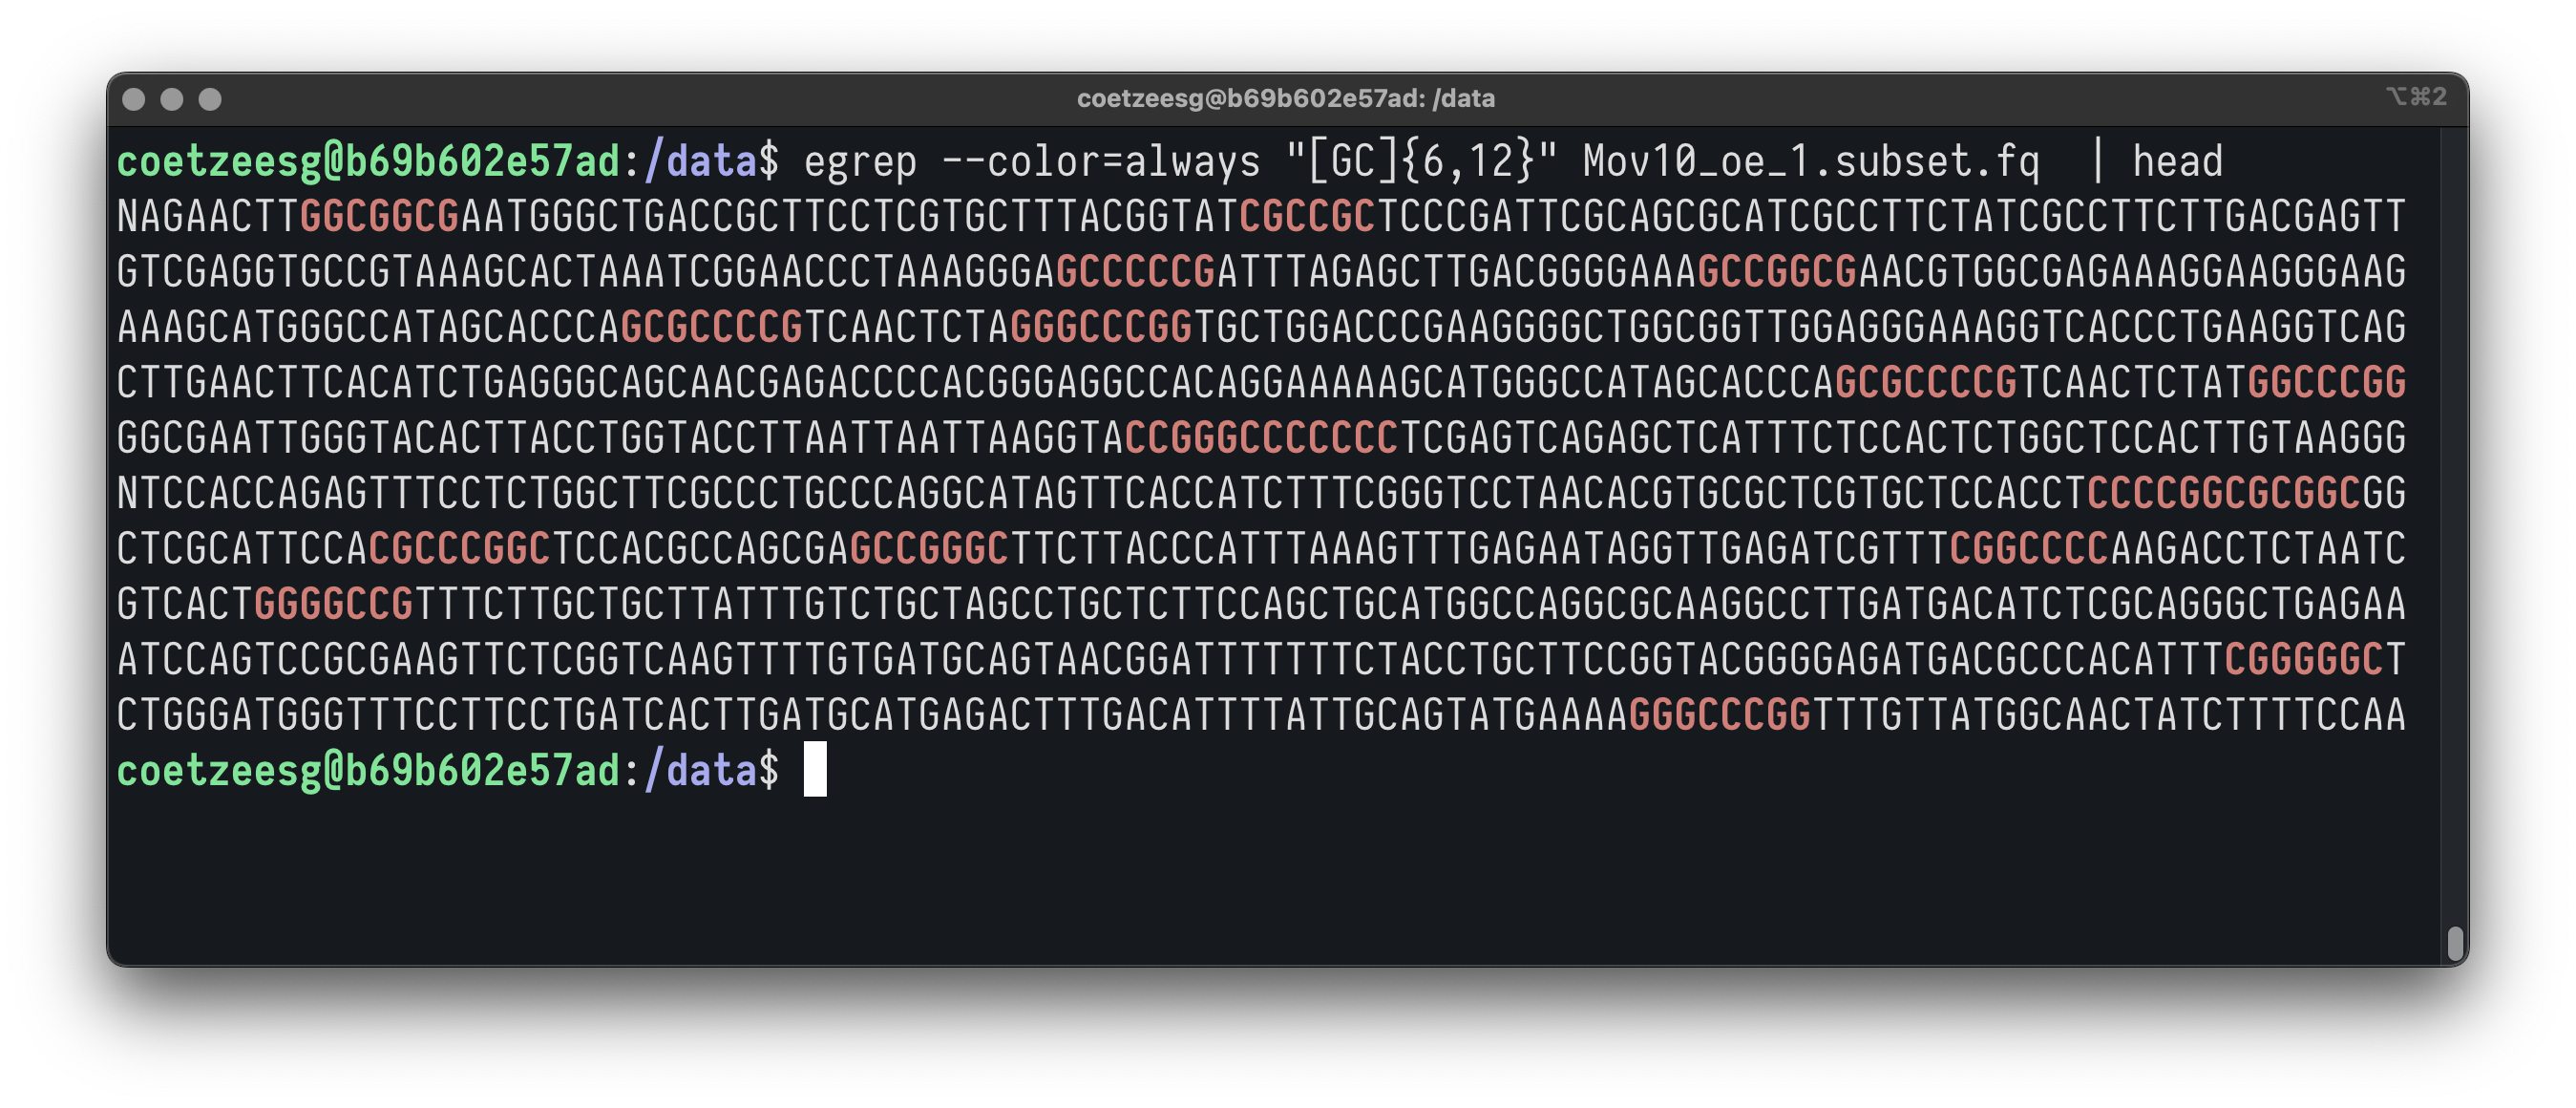 coetzeesg@b69b602e57ad: /data
⌥⌘2
coetzeesg@b69b602e57ad:/data$ egrep --color=always "[GC]{6,12}" Mov10_oe_1.subset.fq  | head
NAGAACTTGGCGGCGAATGGGCTGACCGCTTCCTCGTGCTTTACGGTATCGCCGCTCCCGATTCGCAGCGCATCGCCTTCTATCGCCTTCTTGACGAGTT
GTCGAGGTGCCGTAAAGCACTAAATCGGAACCCTAAAGGGAGCCCCCGATTTAGAGCTTGACGGGGAAAGCCGGCGAACGTGGCGAGAAAGGAAGGGAAG
AAAGCATGGGCCATAGCACCCAGCGCCCCGTCAACTCTAGGGCCCGGTGCTGGACCCGAAGGGGCTGGCGGTTGGAGGGAAAGGTCACCCTGAAGGTCAG
CTTGAACTTCACATCTGAGGGCAGCAACGAGACCCCACGGGAGGCCACAGGAAAAAGCATGGGCCATAGCACCCAGCGCCCCGTCAACTCTATGGCCCGG
GGCGAATTGGGTACACTTACCTGGTACCTTAATTAATTAAGGTACCGGGCCCCCCCTCGAGTCAGAGCTCATTTCTCCACTCTGGCTCCACTTGTAAGGG
NTCCACCAGAGTTTCCTCTGGCTTCGCCCTGCCCAGGCATAGTTCACCATCTTTCGGGTCCTAACACGTGCGCTCGTGCTCCACCTCCCCGGCGCGGCGG
CTCGCATTCCACGCCCGGCTCCACGCCAGCGAGCCGGGCTTCTTACCCATTTAAAGTTTGAGAATAGGTTGAGATCGTTTCGGCCCCAAGACCTCTAATC
GTCACTGGGGCCGTTTCTTGCTGCTTATTTGTCTGCTAGCCTGCTCTTCCAGCTGCATGGCCAGGCGCAAGGCCTTGATGACATCTCGCAGGGCTGAGAA
ATCCAGTCCGCGAAGTTCTCGGTCAAGTTTTGTGATGCAGTAACGGATTTTTTTCTACCTGCTTCCGGTACGGGGAGATGACGCCCACATTTCGGGGGCT
CTGGGATGGGTTTCCTTCCTGATCACTTGATGCATGAGACTTTGACATTTTATTGCAGTATGAAAAGGGCCCGGTTTGTTATGGCAACTATCTTTTCCAA
coetzeesg@b69b602e57ad:/data$